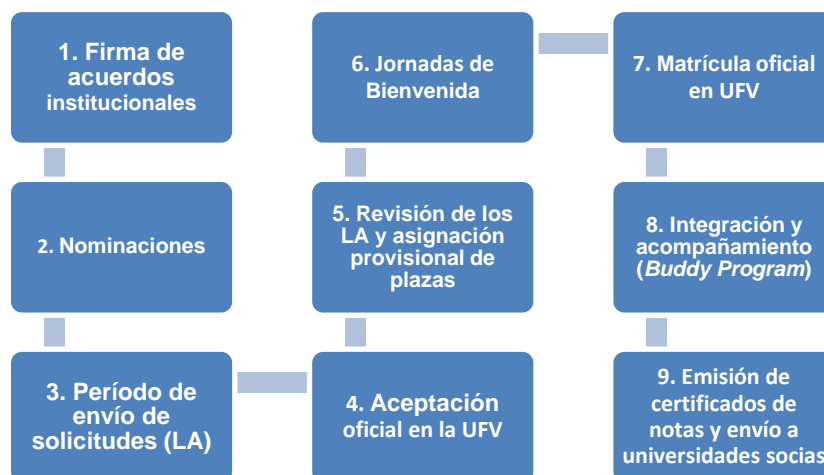 1. Firma de
acuerdos
institucionales
2. Nominaciones
3. Período de
envío de
solicitudes (LA)
4. Aceptación
oficial en la UFV
5. Revisión de los
LA y asignación
provisional de
plazas
6. Jornadas de
Bienvenida
7. Matrícula oficial
en UFV
8. Integración y
acompañamiento
(Buddy Program)
9. Emisión de
certificados de
notas y envío a
universidades socias